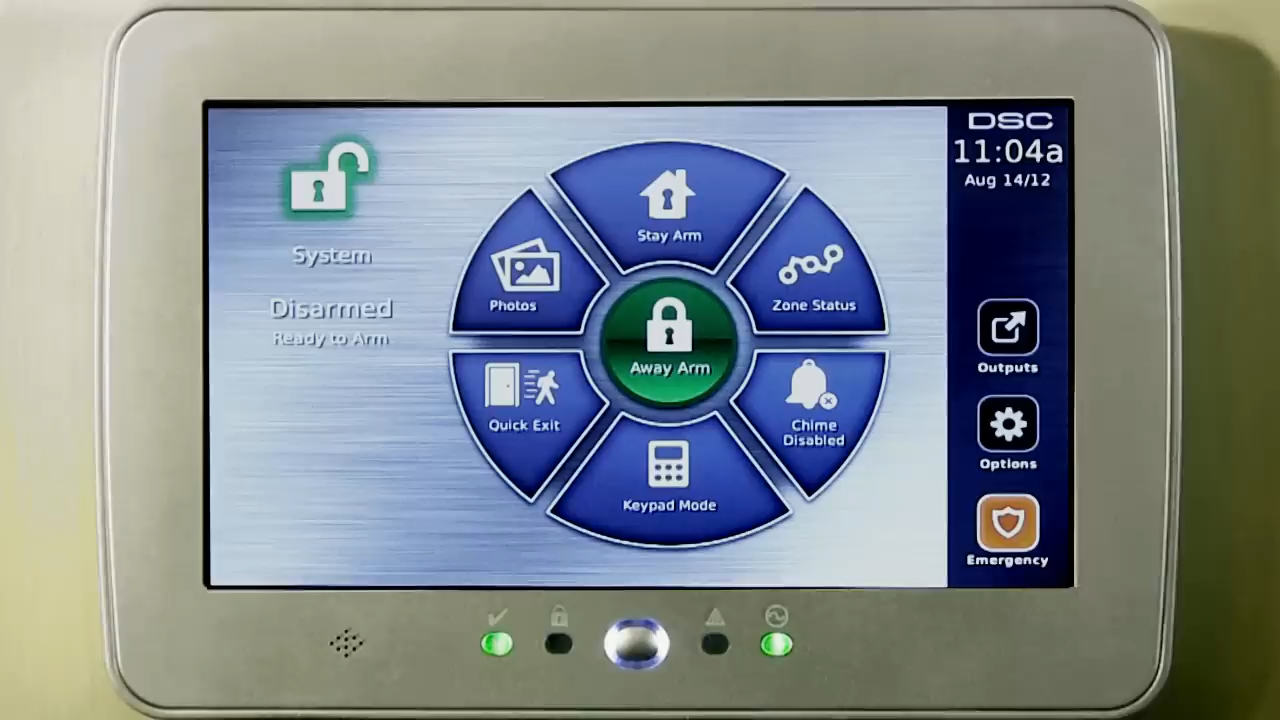 DSC
11:04a
Aug 14/12
System
Disarmed
Ready to Arm
Stay Arm
Photos
Zone Status
Away Arm
Quick Exit
Chime
Disabled
Keypad Mode
Outputs
Options
Emergency